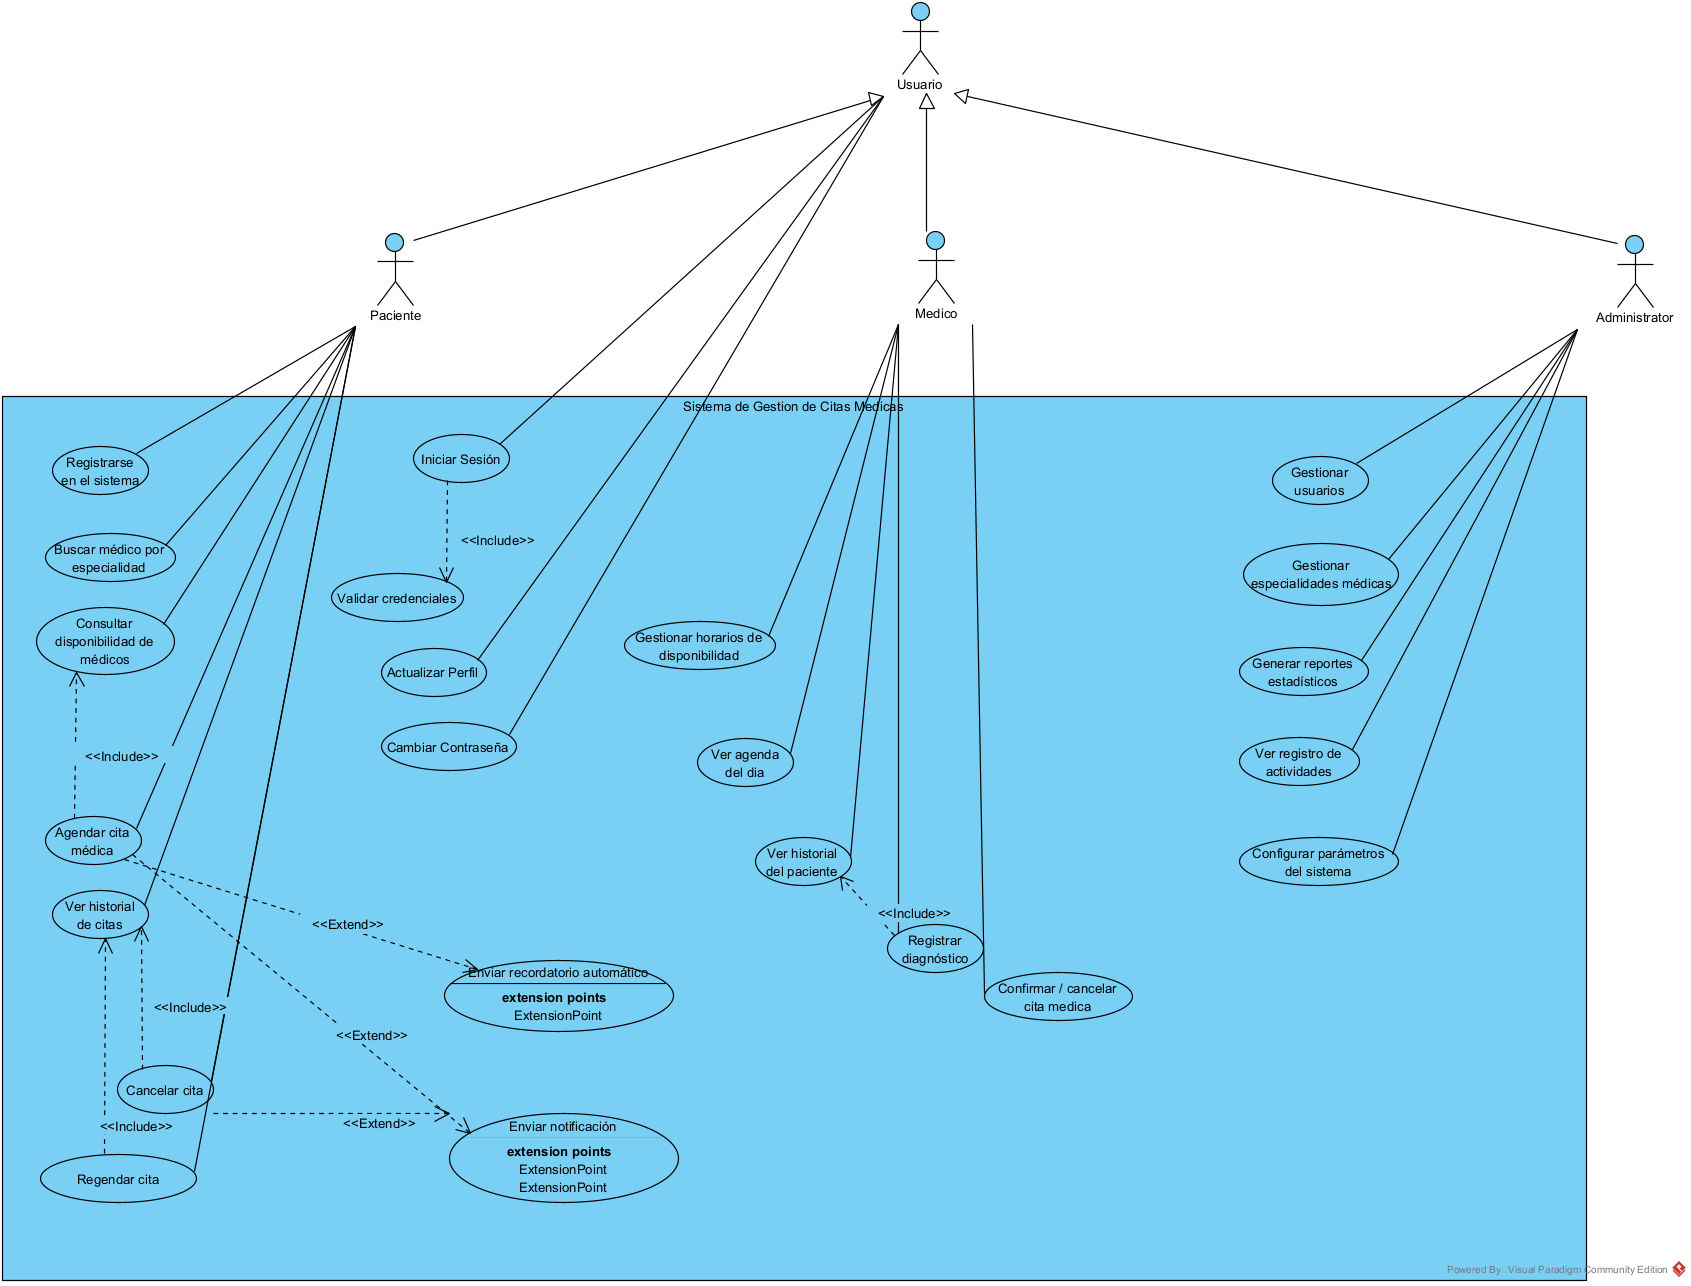 Usuario
Paciente
Medico
Administrator
Sistema de Gestion de Citas Medicas
Registrarse
en el sistema
Iniciar Sesión
Gestionar
usuarios
<<Include>>
Buscar médico por
especialidad
Gestionar
especialidades médicas
Validar credenciales
Consultar
disponibilidad de
médicos
Gestionar horarios de
disponibilidad
Actualizar Perfil
Generar reportes
estadísticos
<<Include>>
Cambiar Contraseña
Ver agenda
del dia
Ver registro de
actividades
Agendar cita
médica
Ver historial
del paciente
Configurar parámetros
del sistema
Ver historial
de citas
<<Extend>>
<<Include>>
Registrar
diagnóstico
Enviar recordatorio automático
extension points
ExtensionPoint
Confirmar / cancelar
cita medica
<<Include>>
<<Extend>>
Cancelar cita
<<Include>>
<<Extend>>
Enviar notificación
extension points
ExtensionPoint
ExtensionPoint
Regendar cita
Powered By: Visual Paradigm Community Edition